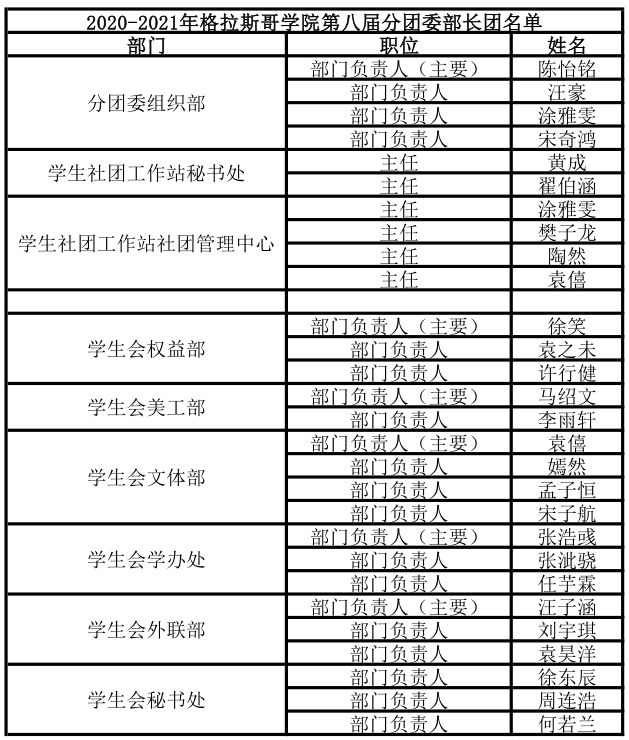 2020-2021年格拉斯哥学院第八届分团委部长团名单
部门 职位 姓名
分团委组织部 部门负责人（主要） 陈怡铭
部门负责人 汪豪
部门负责人 涂雅雯
部门负责人 宋奇鸿
学生社团工作站秘书处 主任 黄成
主任 翟伯涵
学生社团工作站社团管理中心 主任 涂雅雯
主任 樊子龙
主任 陶然
主任 袁僖
学生会权益部 部门负责人（主要） 徐笑
部门负责人 袁之未
部门负责人 许行健
学生会美工部 部门负责人（主要） 马绍文
部门负责人 李雨轩
学生会文体部 部门负责人（主要） 袁僖
部门负责人 嫣然
部门负责人 孟子恒
部门负责人 宋子航
学生会学办处 部门负责人（主要） 张浩彧
部门负责人 张泚骁
部门负责人 任芋霖
学生会外联部 部门负责人（主要） 汪子涵
部门负责人 刘宇琪
部门负责人 袁昊洋
学生会秘书处 部门负责人 徐东辰
部门负责人 周连浩
部门负责人 何若兰